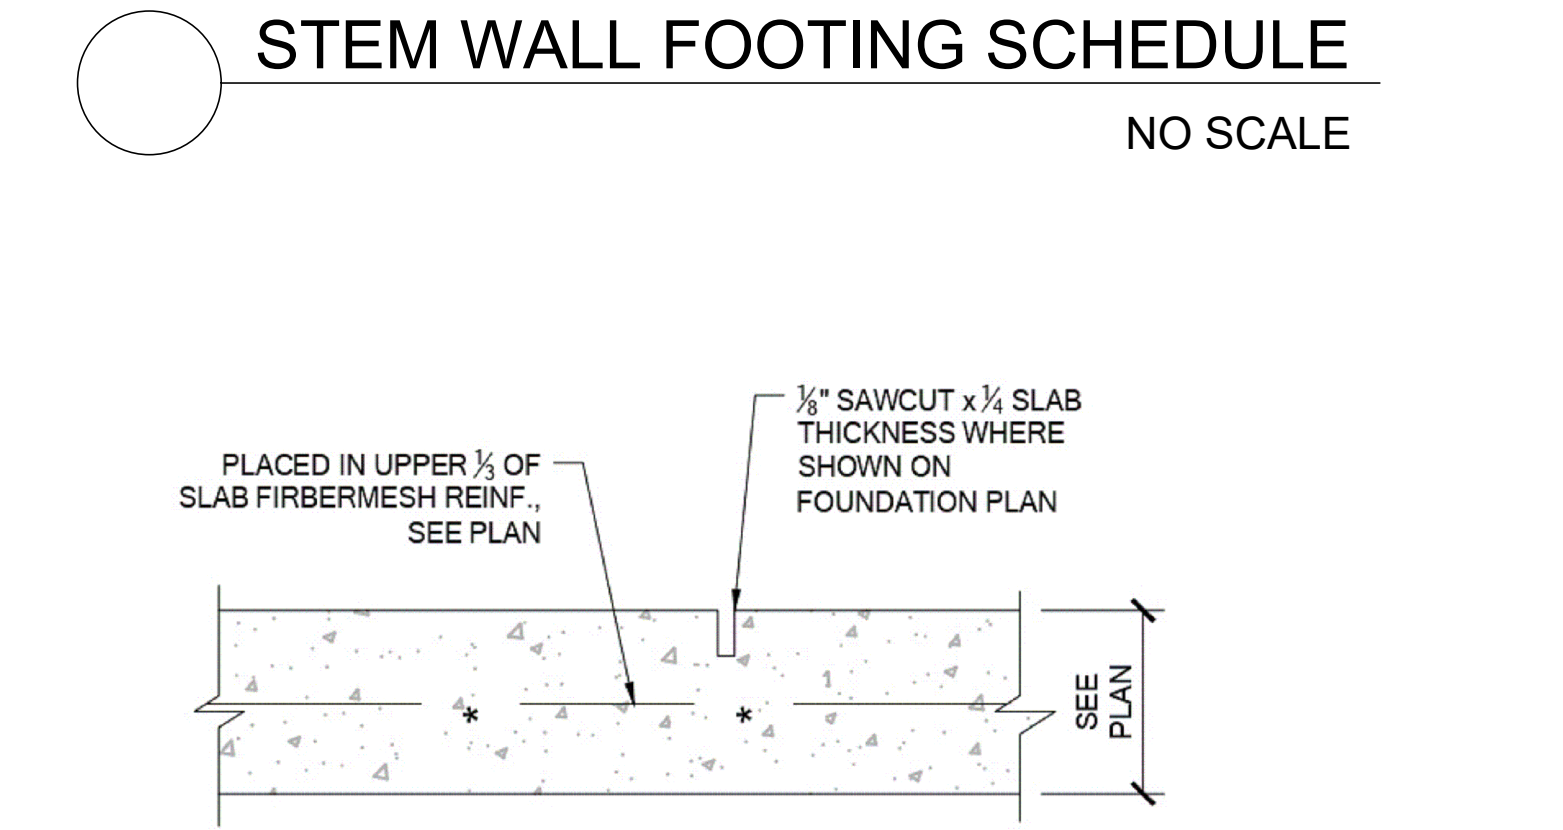 STEM WALL FOOTING SCHEDULE
NO SCALE
⅛" SAWCUT x ¼ SLAB
THICKNESS WHERE
SHOWN ON
FOUNDATION PLAN
PLACED IN UPPER ⅓ OF
SLAB FIRBERMESH REINF.,
SEE PLAN
* *
SEE
PLAN